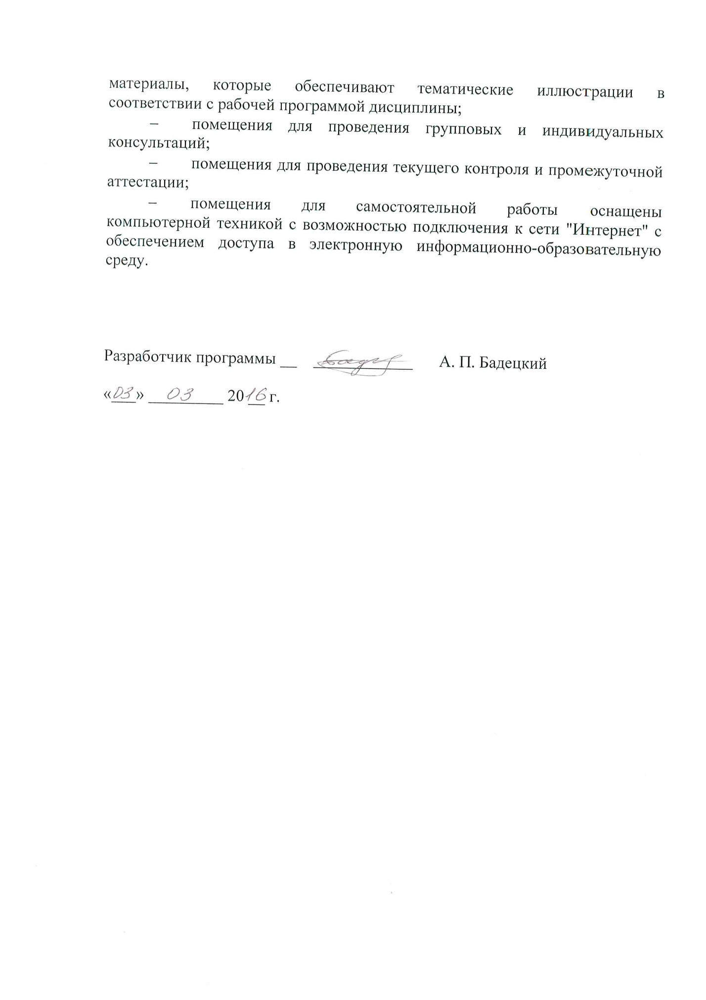 материалы, которые обеспечивают тематические иллюстрации в
соответствии с рабочей программой дисциплины;
– помещения для проведения групповых и индивидуальных
консультаций;
– помещения для проведения текущего контроля и промежуточной
аттестации;
– помещения для самостоятельной работы оснащены
компьютерной техникой с возможностью подключения к сети "Интернет" с
обеспечением доступа в электронную информационно-образовательную
среду.
Разработчик программы __ ____________ А. П. Бадецкий
«03» 03 2016 г.